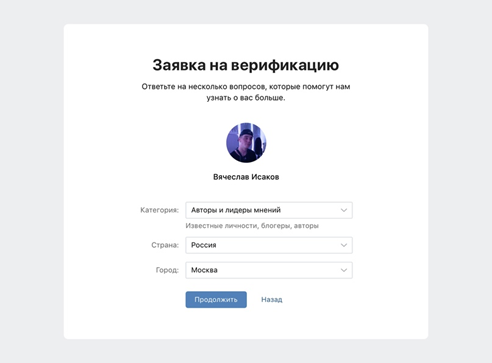 Заявка на верификацию
Ответьте на несколько вопросов, которые помогут нам
узнать о вас больше.
Вячеслав Исаков
Категория: Авторы и лидеры мнений
Известные личности, блогеры, авторы
Страна: Россия
Город: Москва
Продолжить Назад